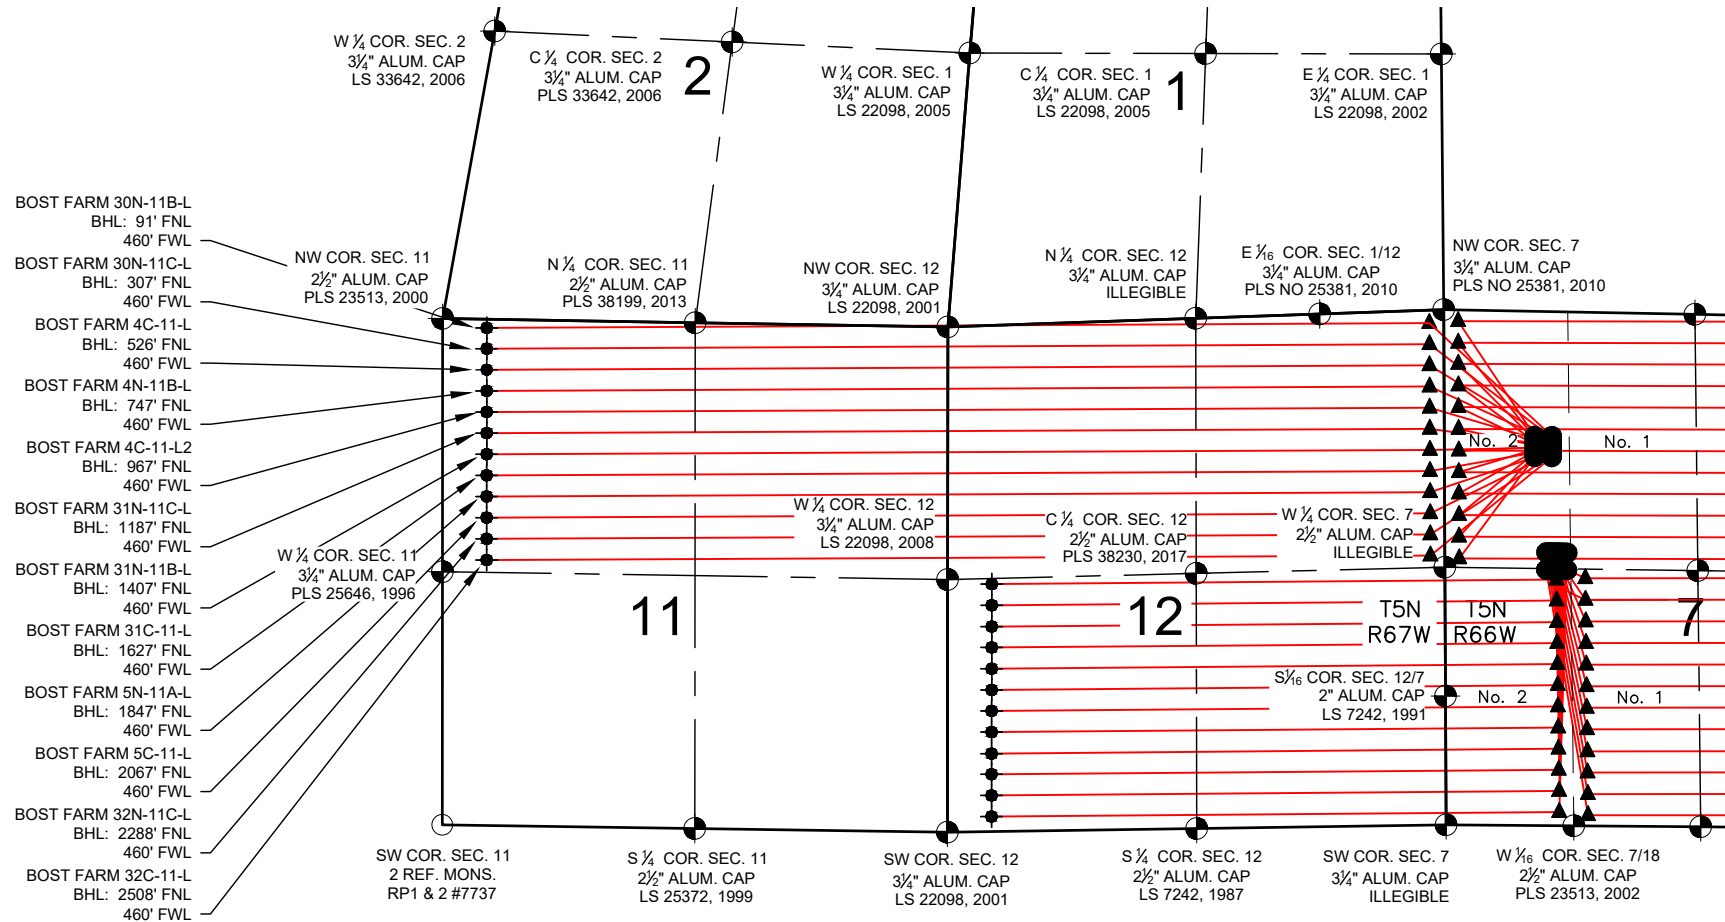 W ¼ COR. SEC. 2
3¼" ALUM. CAP
LS 33642, 2006
C ¼ COR. SEC. 2
3¼" ALUM. CAP
PLS 33642, 2006
2
W ¼ COR. SEC. 1
3¼" ALUM. CAP
LS 22098, 2005
C ¼ COR. SEC. 1
3¼" ALUM. CAP
LS 22098, 2005
1
E ¼ COR. SEC. 1
3¼" ALUM. CAP
LS 22098, 2002
BOST FARM 30N-11B-L
BHL: 91' FNL
460' FWL
BOST FARM 30N-11C-L
BHL: 307' FNL
460' FWL
BOST FARM 4C-11-L
BHL: 526' FNL
460' FWL
BOST FARM 4N-11B-L
BHL: 747' FNL
460' FWL
BOST FARM 4C-11-L2
BHL: 967' FNL
460' FWL
BOST FARM 31N-11C-L
BHL: 1187' FNL
460' FWL
BOST FARM 31N-11B-L
BHL: 1407' FNL
460' FWL
BOST FARM 31C-11-L
BHL: 1627' FNL
460' FWL
BOST FARM 5N-11A-L
BHL: 1847' FNL
460' FWL
BOST FARM 5C-11-L
BHL: 2067' FNL
460' FWL
BOST FARM 32N-11C-L
BHL: 2288' FNL
460' FWL
BOST FARM 32C-11-L
BHL: 2508' FNL
460' FWL
NW COR. SEC. 11
2½" ALUM. CAP
PLS 23513, 2000
N ¼ COR. SEC. 11
2½" ALUM. CAP
PLS 38199, 2013
NW COR. SEC. 12
3¼" ALUM. CAP
LS 22098, 2001
N ¼ COR. SEC. 12
3¼" ALUM. CAP
ILLEGIBLE
E 1⁄16 COR. SEC. 1/12
3¼" ALUM. CAP
PLS NO 25381, 2010
NW COR. SEC. 7
3¼" ALUM. CAP
PLS NO 25381, 2010
No. 2
No. 1
W ¼ COR. SEC. 11
3¼" ALUM. CAP
PLS 25646, 1996
W ¼ COR. SEC. 12
3¼" ALUM. CAP
LS 22098, 2008
C ¼ COR. SEC. 12
2½" ALUM. CAP
PLS 38230, 2017
W ¼ COR. SEC. 7
2½" ALUM. CAP
ILLEGIBLE
11
12
T5N
R67W
T5N
R66W
7
S1⁄16 COR. SEC. 12/7
2" ALUM. CAP
LS 7242, 1991
No. 2
No. 1
SW COR. SEC. 11
2 REF. MONS.
RP1 & 2 #7737
S ¼ COR. SEC. 11
2½" ALUM. CAP
LS 25372, 1999
SW COR. SEC. 12
3¼" ALUM. CAP
LS 22098, 2001
S ¼ COR. SEC. 12
2½" ALUM. CAP
LS 7242, 1987
SW COR. SEC. 7
3¼" ALUM. CAP
ILLEGIBLE
W 1⁄16 COR. SEC. 7/18
2½" ALUM. CAP
PLS 23513, 2002